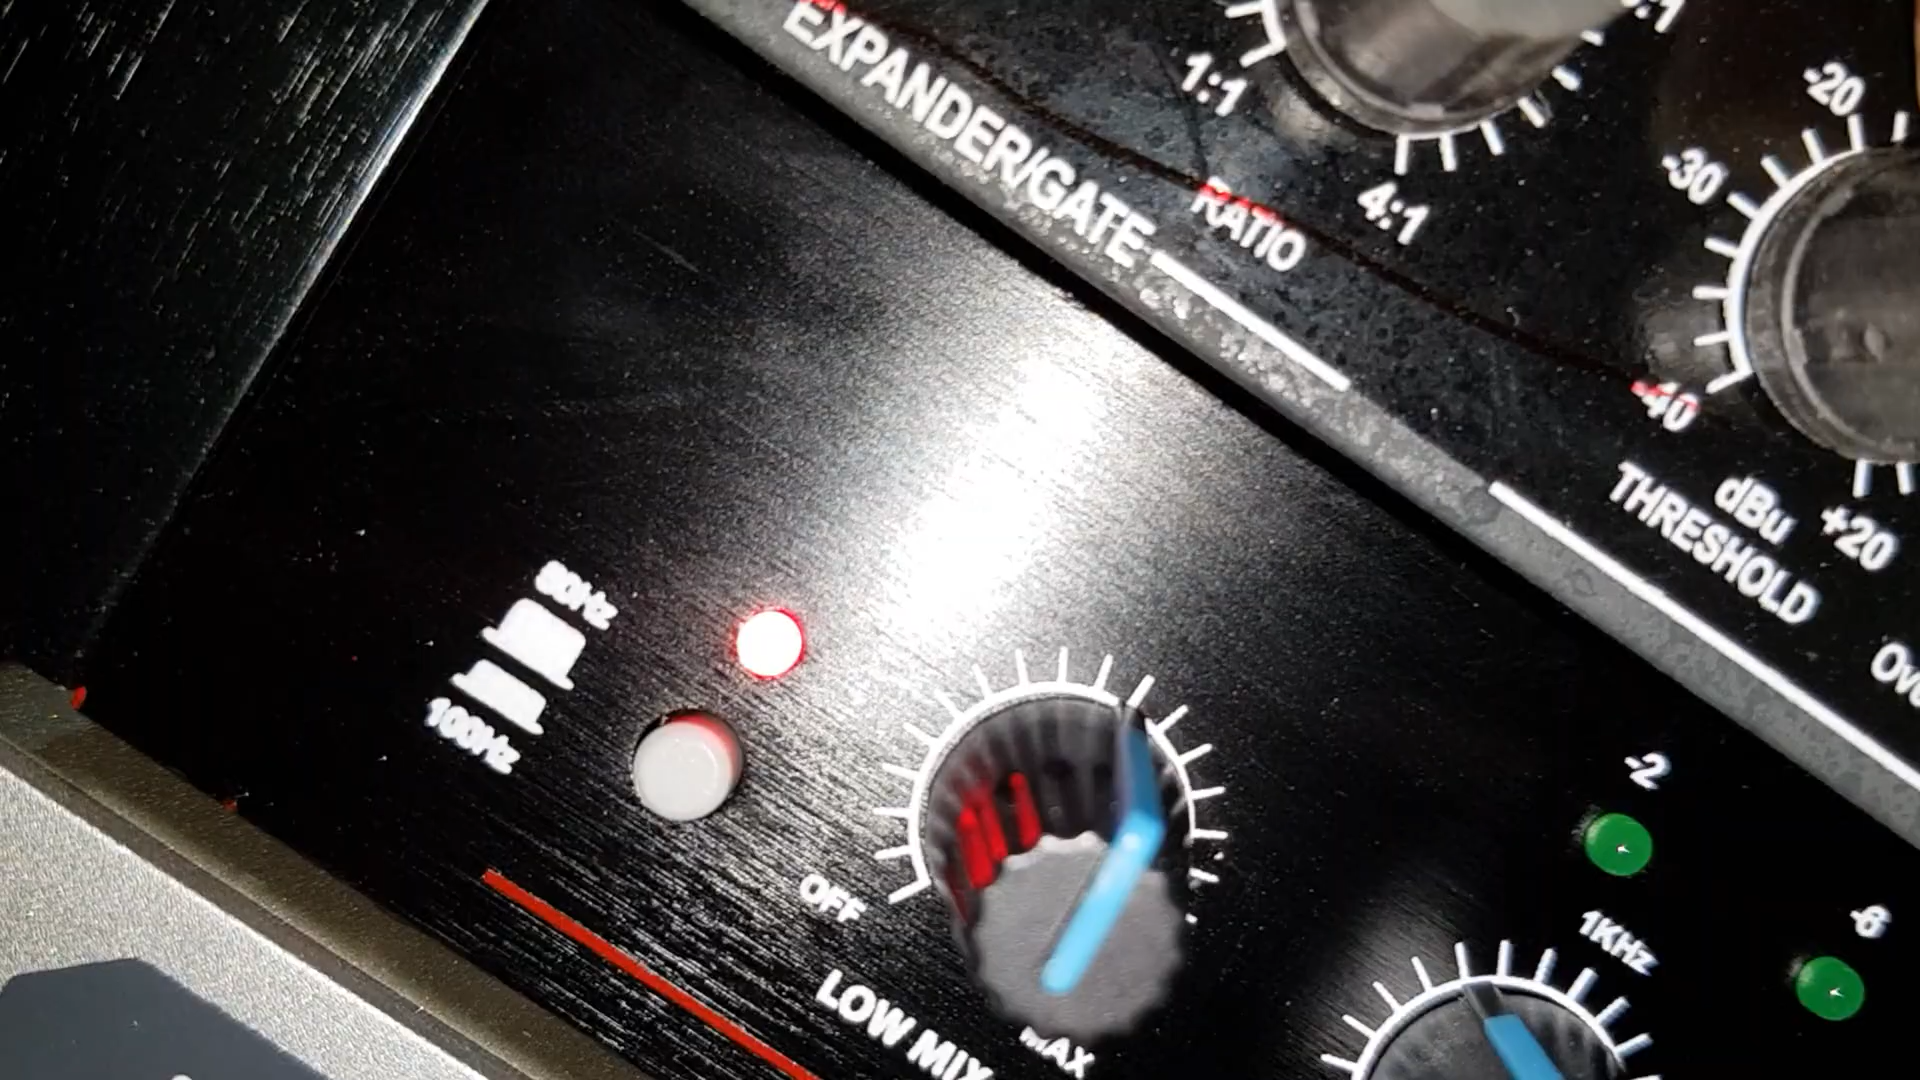 EXPANDER/GATE
1:1
4:1
RATIO
-20
-30
-40
dBu
+20
THRESHOLD
80Hz
100Hz
OFF
LOW MIX
MAX
-2
-6
1KHz